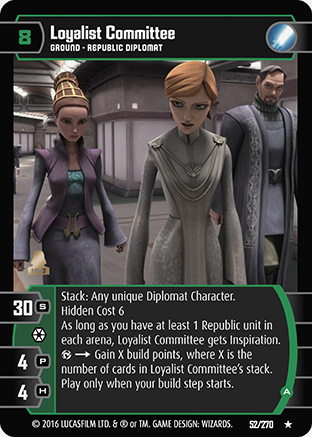 8
Loyalist Committee
GROUND - REPUBLIC DIPLOMAT
30 S
4 P
4 H
Stack: Any unique Diplomat Character.
Hidden Cost 6
As long as you have at least 1 Republic unit in
each arena, Loyalist Committee gets Inspiration.
→ Gain X build points, where X is the
number of cards in Loyalist Committee's stack.
Play only when your build step starts.
A
© 2016 LUCASFILM LTD. & ® OR TM. GAME DESIGN: WIZARDS.
52/270 ★